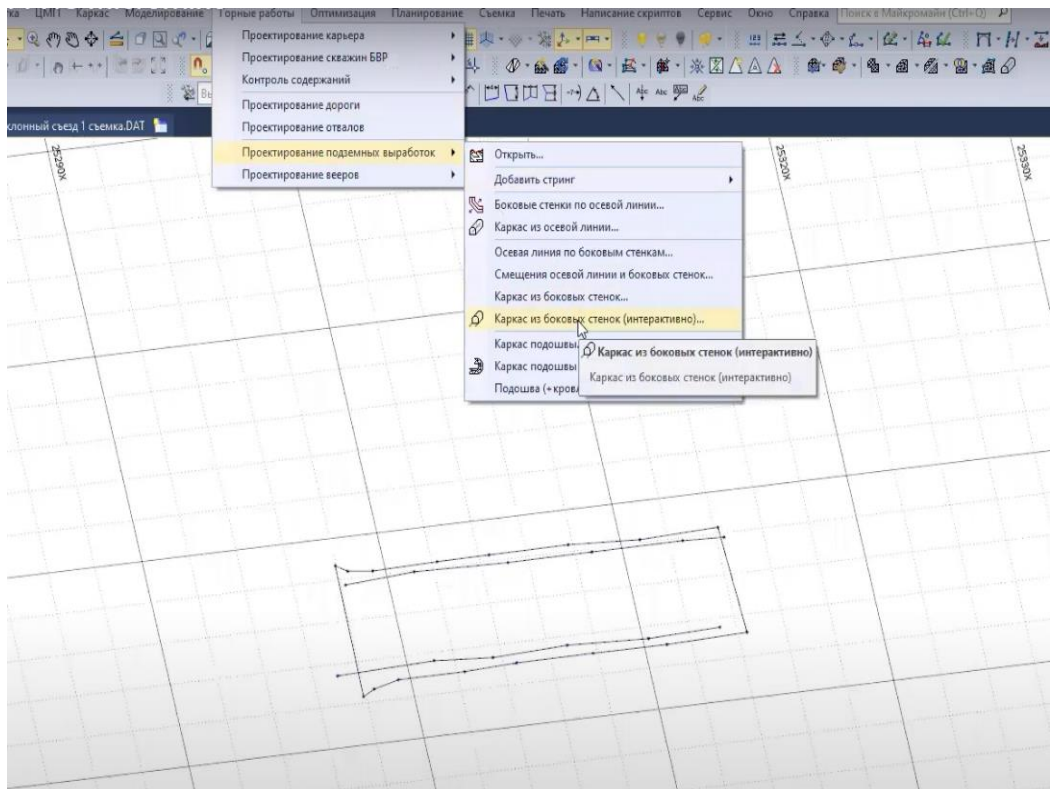 ЦМП Каркас Моделирование Горные работы Оптимизация Планирование Съемка Печать Написание скриптов Сервис Окно Справка Поиск в Майкромайн (Ctrl+Q)
Проектирование карьера
Проектирование скважин БВР
Контроль содержаний
Проектирование дороги
Проектирование отвалов
Проектирование подземных выработок
Проектирование вееров
клонный съезд 1 съемка.DAT
Открыть...
Добавить стринг
Боковые стенки по осевой линии...
Каркас из осевой линии...
Осевая линия по боковым стенкам...
Смещения осевой линии и боковых стенок...
Каркас из боковых стенок...
Каркас из боковых стенок (интерактивно)...
Каркас подошвы
Каркас подошвы
Подошва (+кров
Каркас из боковых стенок (интерактивно)
Каркас из боковых стенок (интерактивно)
25290X
25320X
25330X